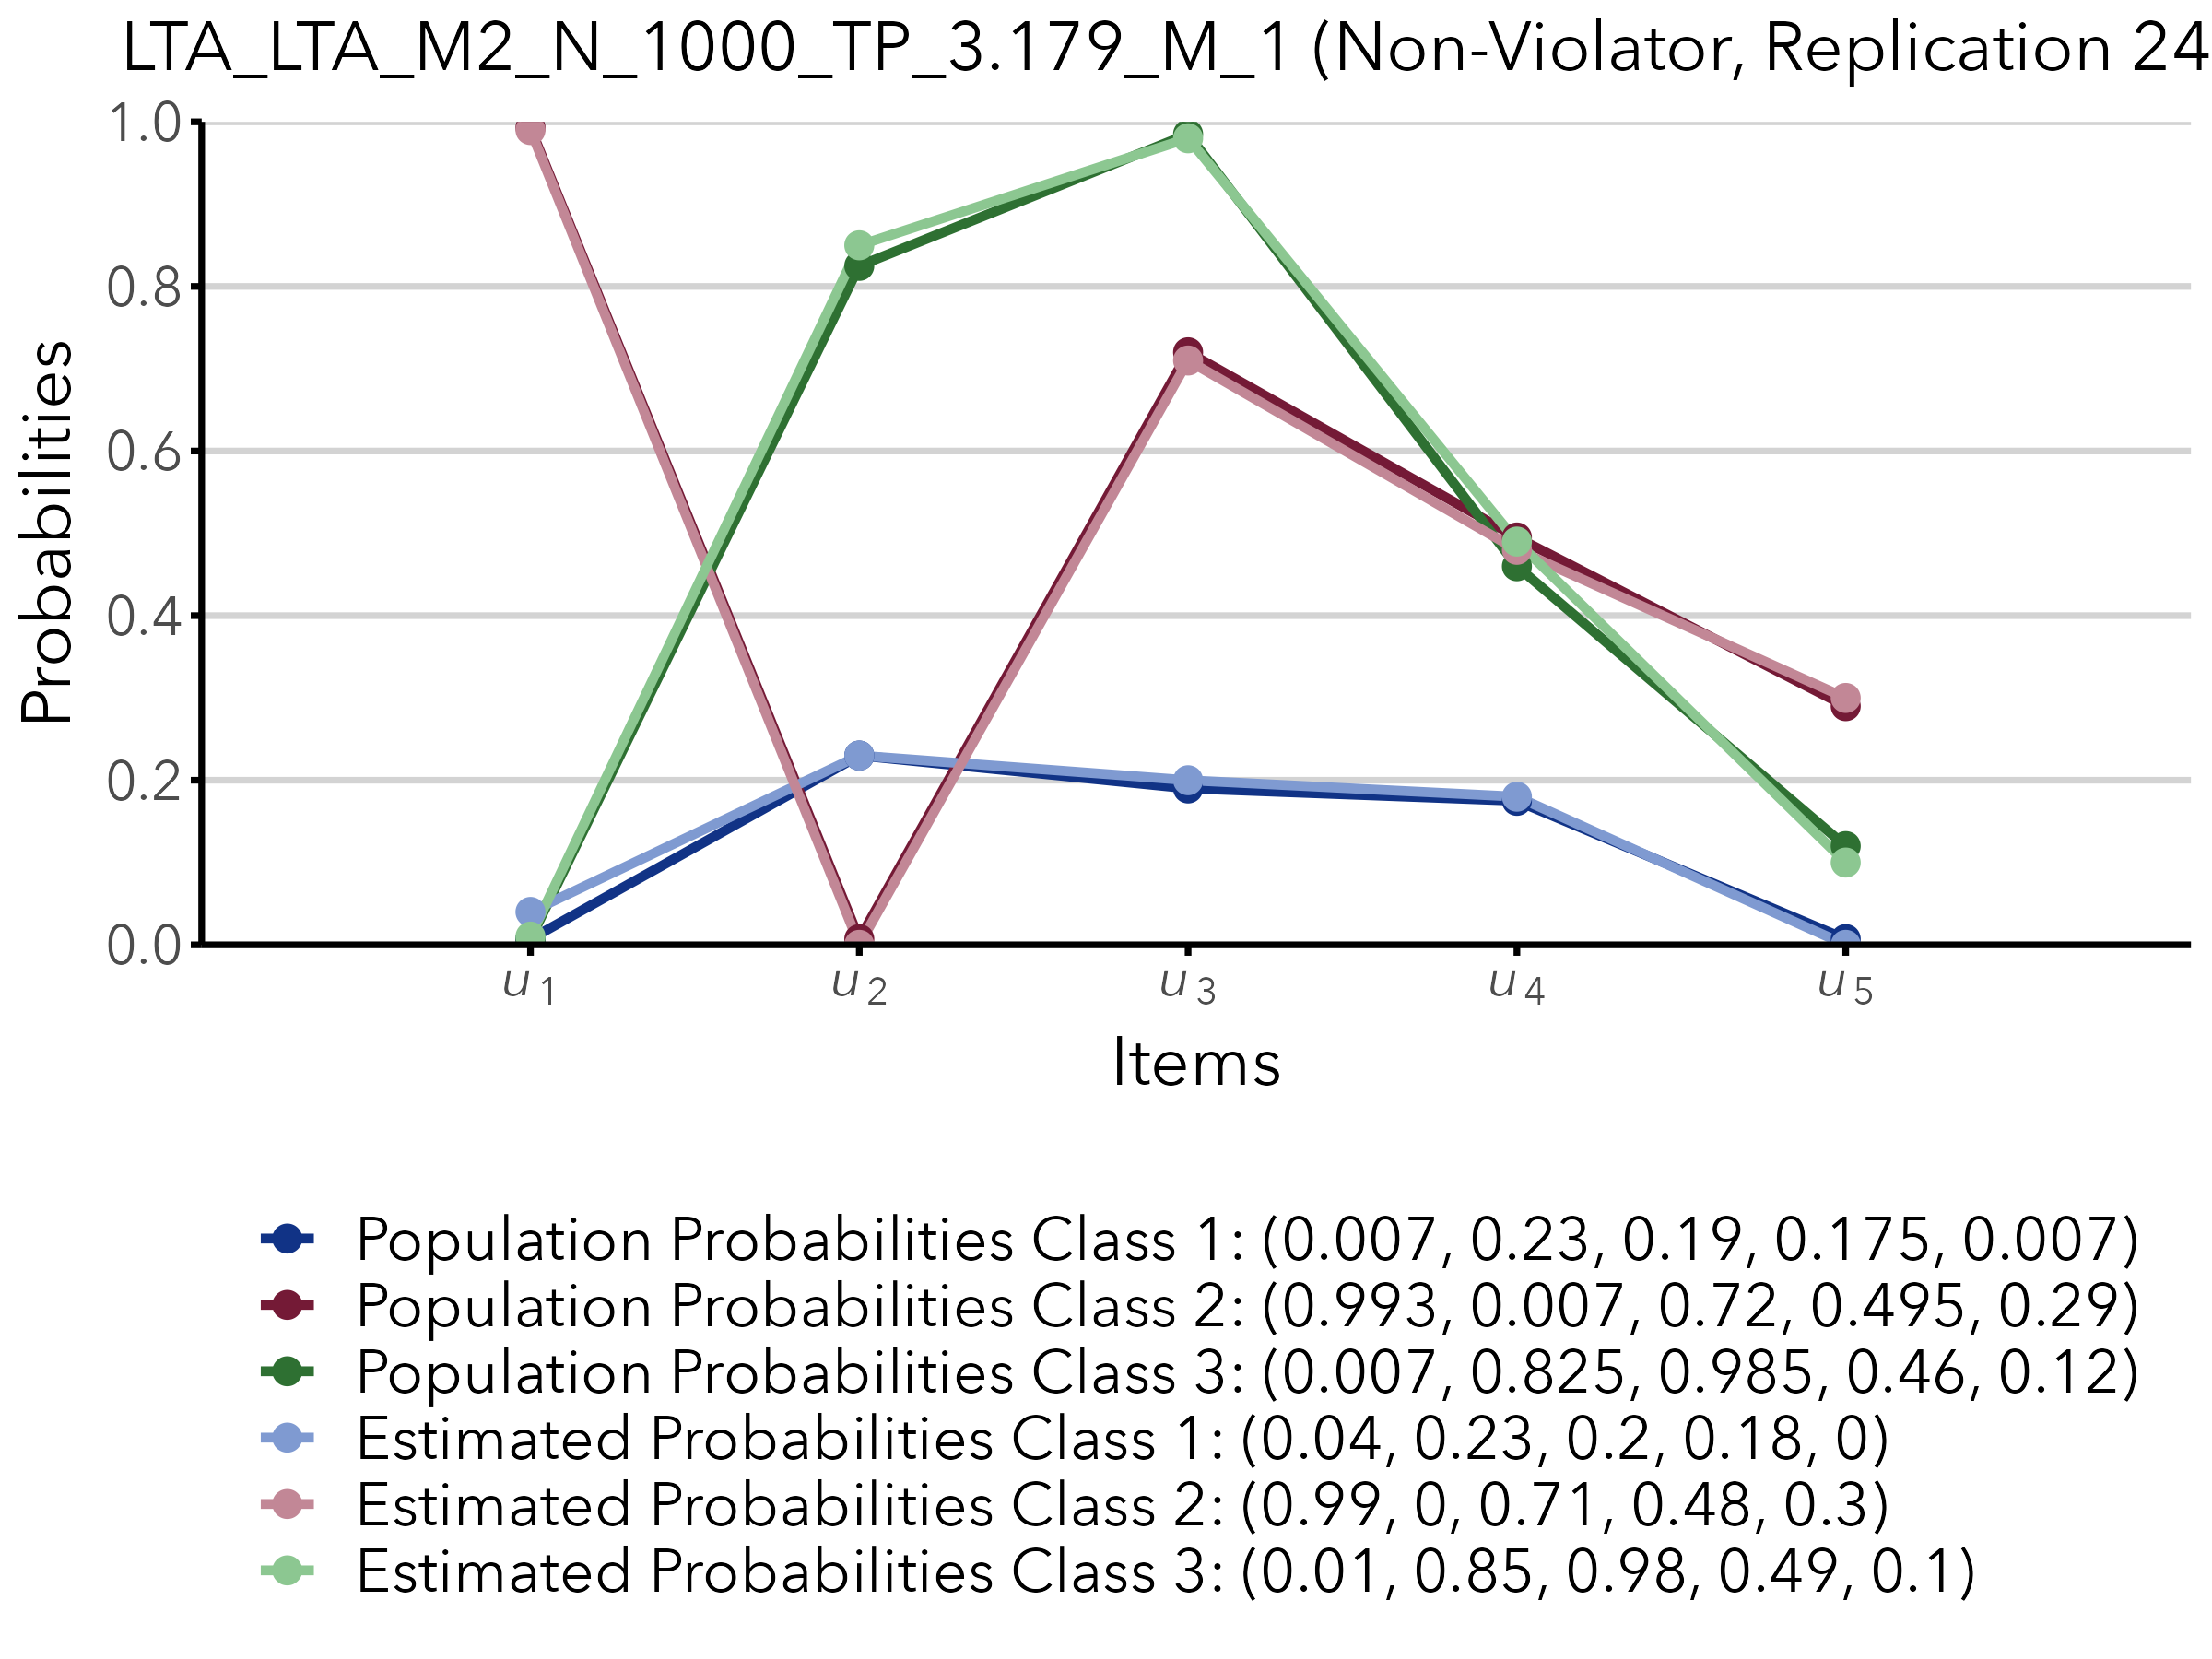 LTA_LTA_M2_N_1000_TP_3.179_M_1 (Non-Violator, Replication 24
1.0
0.8
0.6
0.4
0.2
0.0
Probabilities
u1 u2 u3 u4 u5
Items
Population Probabilities Class 1: (0.007, 0.23, 0.19, 0.175, 0.007)
Population Probabilities Class 2: (0.993, 0.007, 0.72, 0.495, 0.29)
Population Probabilities Class 3: (0.007, 0.825, 0.985, 0.46, 0.12)
Estimated Probabilities Class 1: (0.04, 0.23, 0.2, 0.18, 0)
Estimated Probabilities Class 2: (0.99, 0, 0.71, 0.48, 0.3)
Estimated Probabilities Class 3: (0.01, 0.85, 0.98, 0.49, 0.1)